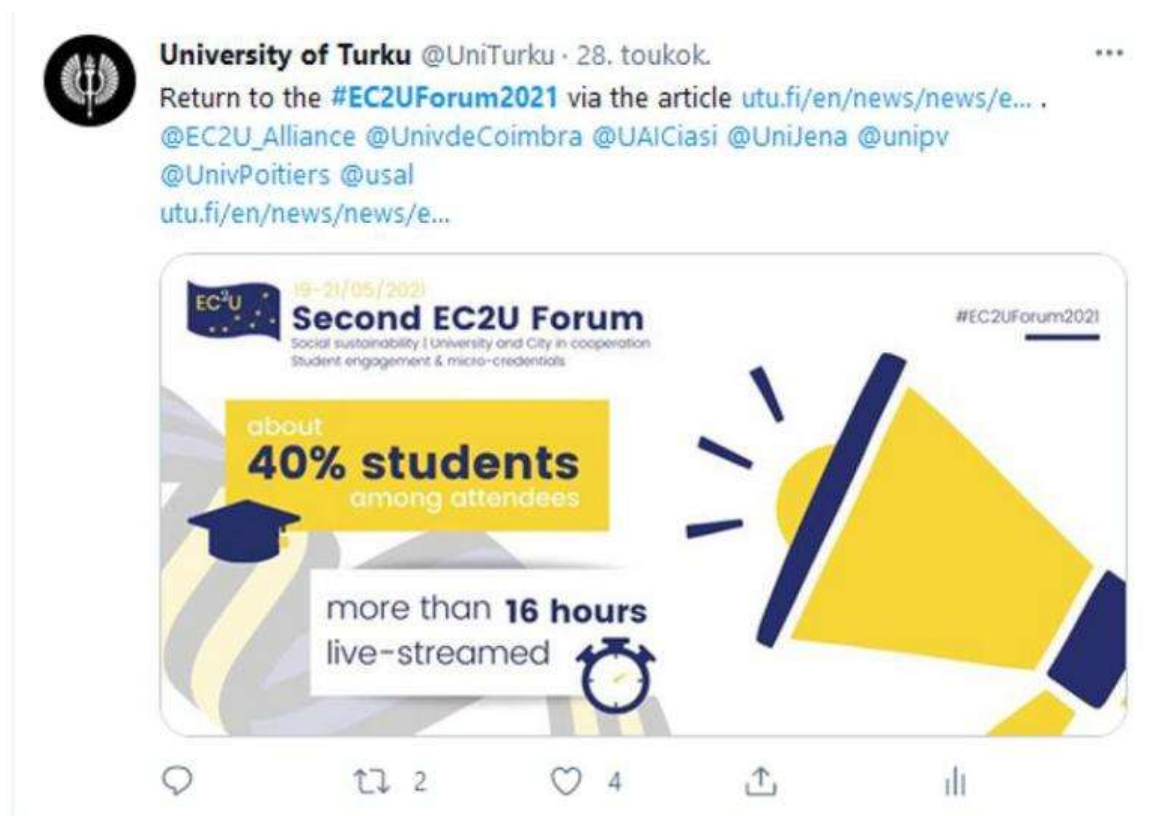 University of Turku @UniTurku · 28. toukok.
Return to the #EC2UForum2021 via the article utu.fi/en/news/news/e... .
@EC2U_Alliance @UnivdeCoimbra @UAICiasi @UniJena @unipv
@UnivPoitiers @usal
utu.fi/en/news/news/e...
EC²U
19-21/05/2021
Second EC2U Forum
Social sustainability | University and City in cooperation
Student engagement & micro-credentials
#EC2UForum2021
about
40% students
among attendees
more than 16 hours
live-streamed
2 4